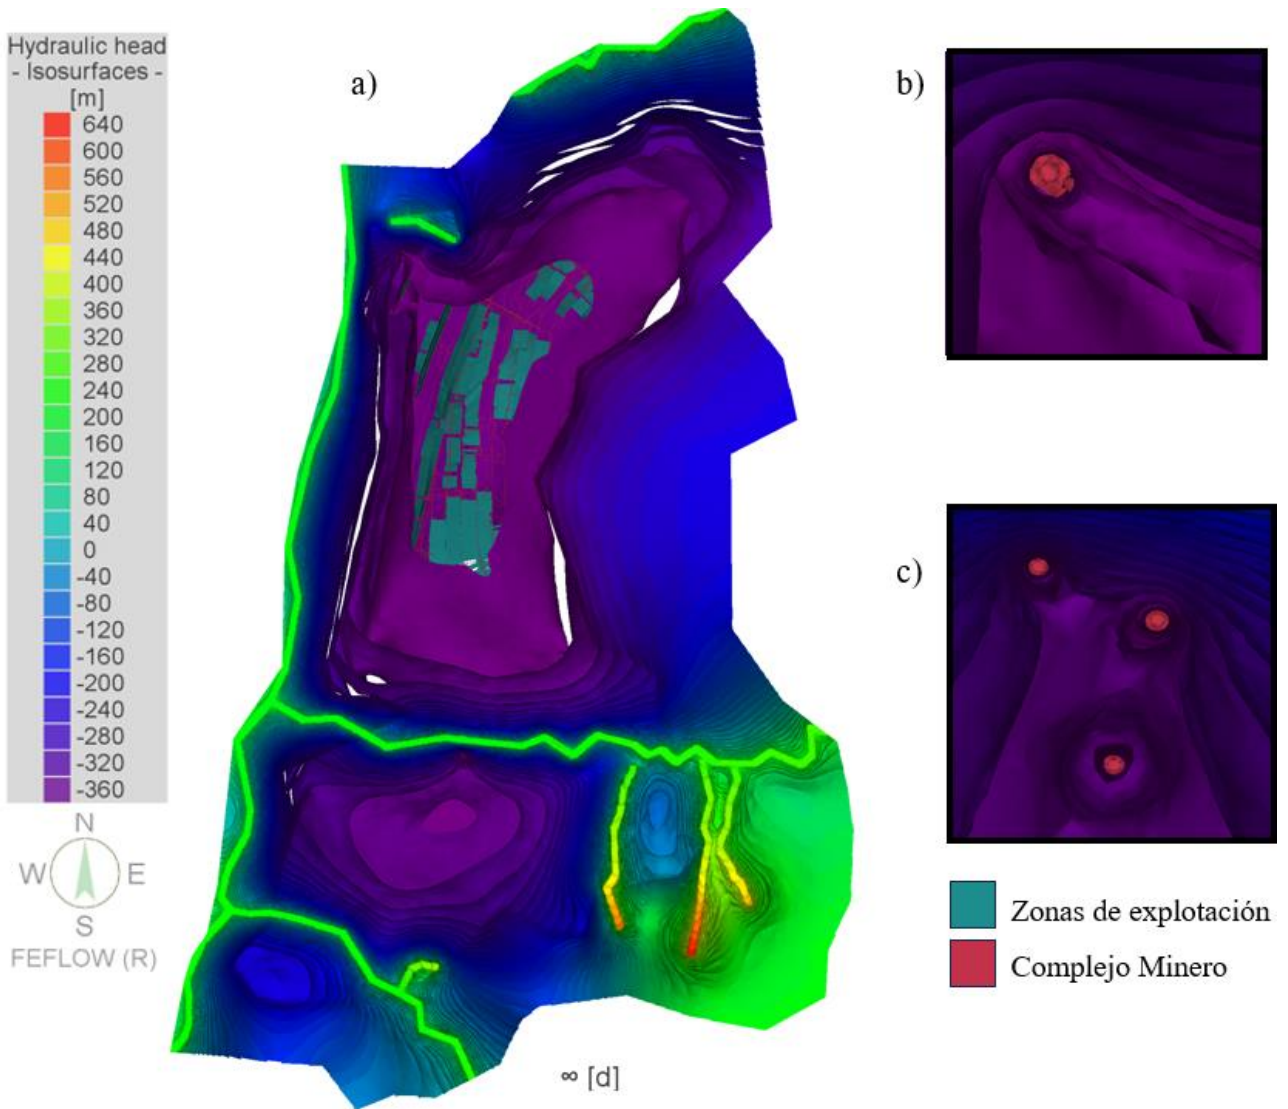 Hydraulic head
- Isosurfaces -
[m]
640
600
560
520
480
440
400
360
320
280
240
200
160
120
80
40
0
-40
-80
-120
-160
-200
-240
-280
-320
-360
N
W E
S
FEFLOW (R)
a)
∞ [d]
b)
c)
Zonas de explotación
Complejo Minero